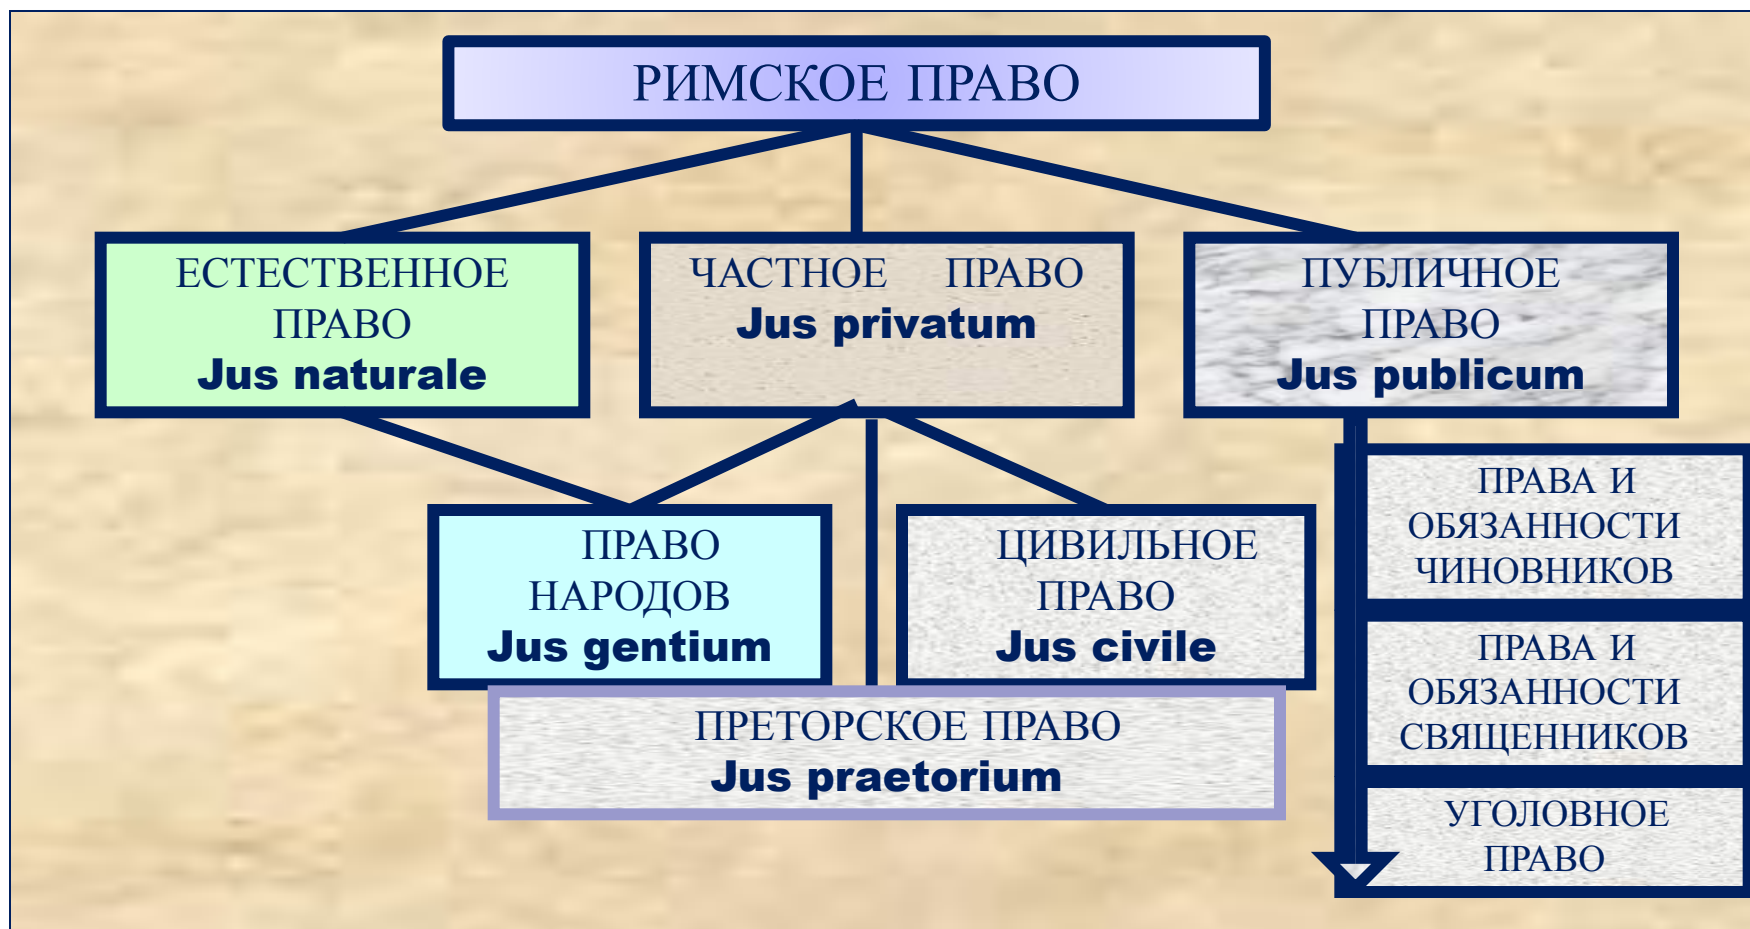 РИМСКОЕ ПРАВО
ЕСТЕСТВЕННОЕ
ПРАВО
Jus naturale
ЧАСТНОЕ ПРАВО
Jus privatum
ПУБЛИЧНОЕ
ПРАВО
Jus publicum
ПРАВО
НАРОДОВ
Jus gentium
ЦИВИЛЬНОЕ
ПРАВО
Jus civile
ПРЕТОРСКОЕ ПРАВО
Jus praetorium
ПРАВА И
ОБЯЗАННОСТИ
ЧИНОВНИКОВ
ПРАВА И
ОБЯЗАННОСТИ
СВЯЩЕННИКОВ
УГОЛОВНОЕ
ПРАВО